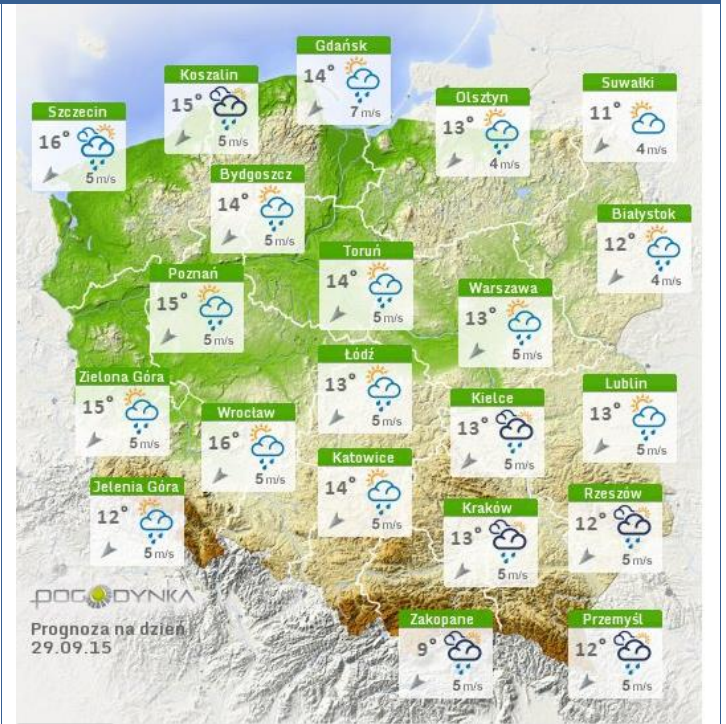 Gdańsk
14°
7 m/s
Koszalin
15°
5 m/s
Suwałki
11°
4 m/s
Olsztyn
13°
4 m/s
Szczecin
16°
5 m/s
Bydgoszcz
14°
5 m/s
Białystok
12°
4 m/s
Toruń
14°
5 m/s
Poznań
15°
5 m/s
Warszawa
13°
5 m/s
Łódź
13°
5 m/s
Zielona Góra
15°
5 m/s
Lublin
13°
5 m/s
Kielce
13°
5 m/s
Wrocław
16°
5 m/s
Katowice
14°
5 m/s
Jelenia Góra
12°
5 m/s
Rzeszów
12°
5 m/s
Kraków
13°
5 m/s
POGODYNKA
Prognoza na dzień
29.09.15
Zakopane
9°
5 m/s
Przemyśl
12°
5 m/s